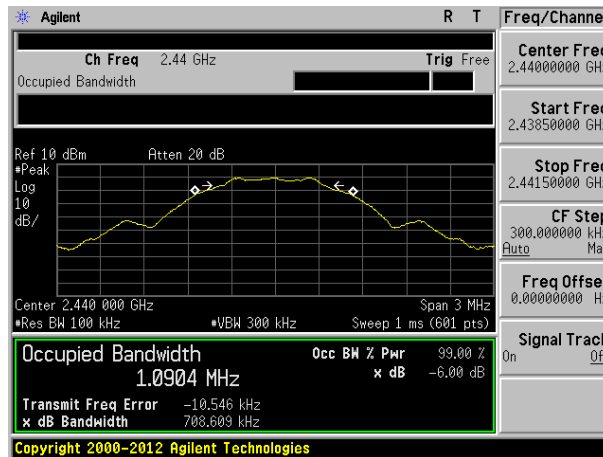 Agilent R T Freq/Channe
Ch Freq 2.44 GHz Trig Free
Occupied Bandwidth
Center Freq
2.44000000 GHz
Start Freq
2.43850000 GHz
Stop Freq
2.44150000 GHz
CF Step
300.000000 kHz
Auto Ma
Freq Offse
0.00000000 Hz
Signal Track
On Of
Ref 10 dBm Atten 20 dB
#Peak
Log
10
dB/
Center 2.440 000 GHz Span 3 MHz
#Res BW 100 kHz #VBW 300 kHz Sweep 1 ms (601 pts)
Occupied Bandwidth Occ BW % Pwr 99.00 %
1.0904 MHz x dB -6.00 dB
Transmit Freq Error -10.546 kHz
x dB Bandwidth 708.609 kHz
Copyright 2000-2012 Agilent Technologies